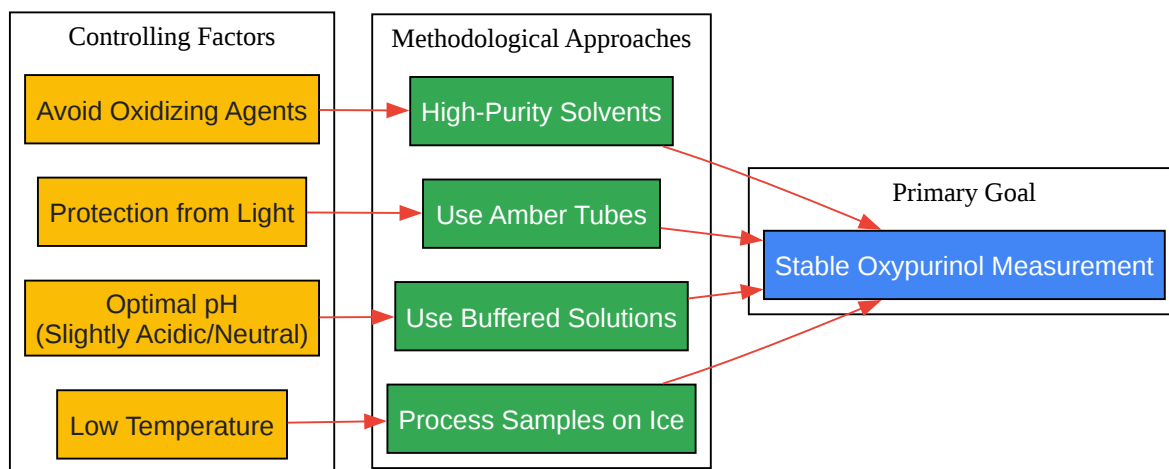 Controlling Factors
Avoid Oxidizing Agents
Protection from Light
Optimal pH
(Slightly Acidic/Neutral)
Low Temperature
Methodological Approaches
High-Purity Solvents
Use Amber Tubes
Use Buffered Solutions
Process Samples on Ice
Primary Goal
Stable Oxypurinol Measurement